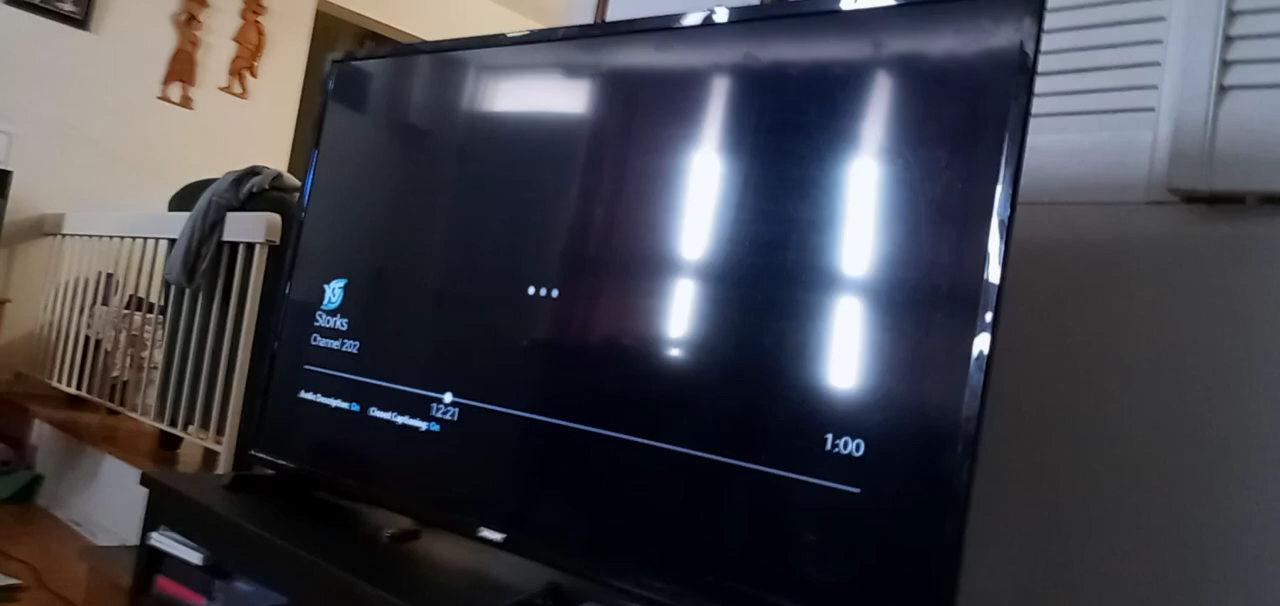 Storks
Channel 202
12:21
1:00
Audio Description: On Closed Captioning: On